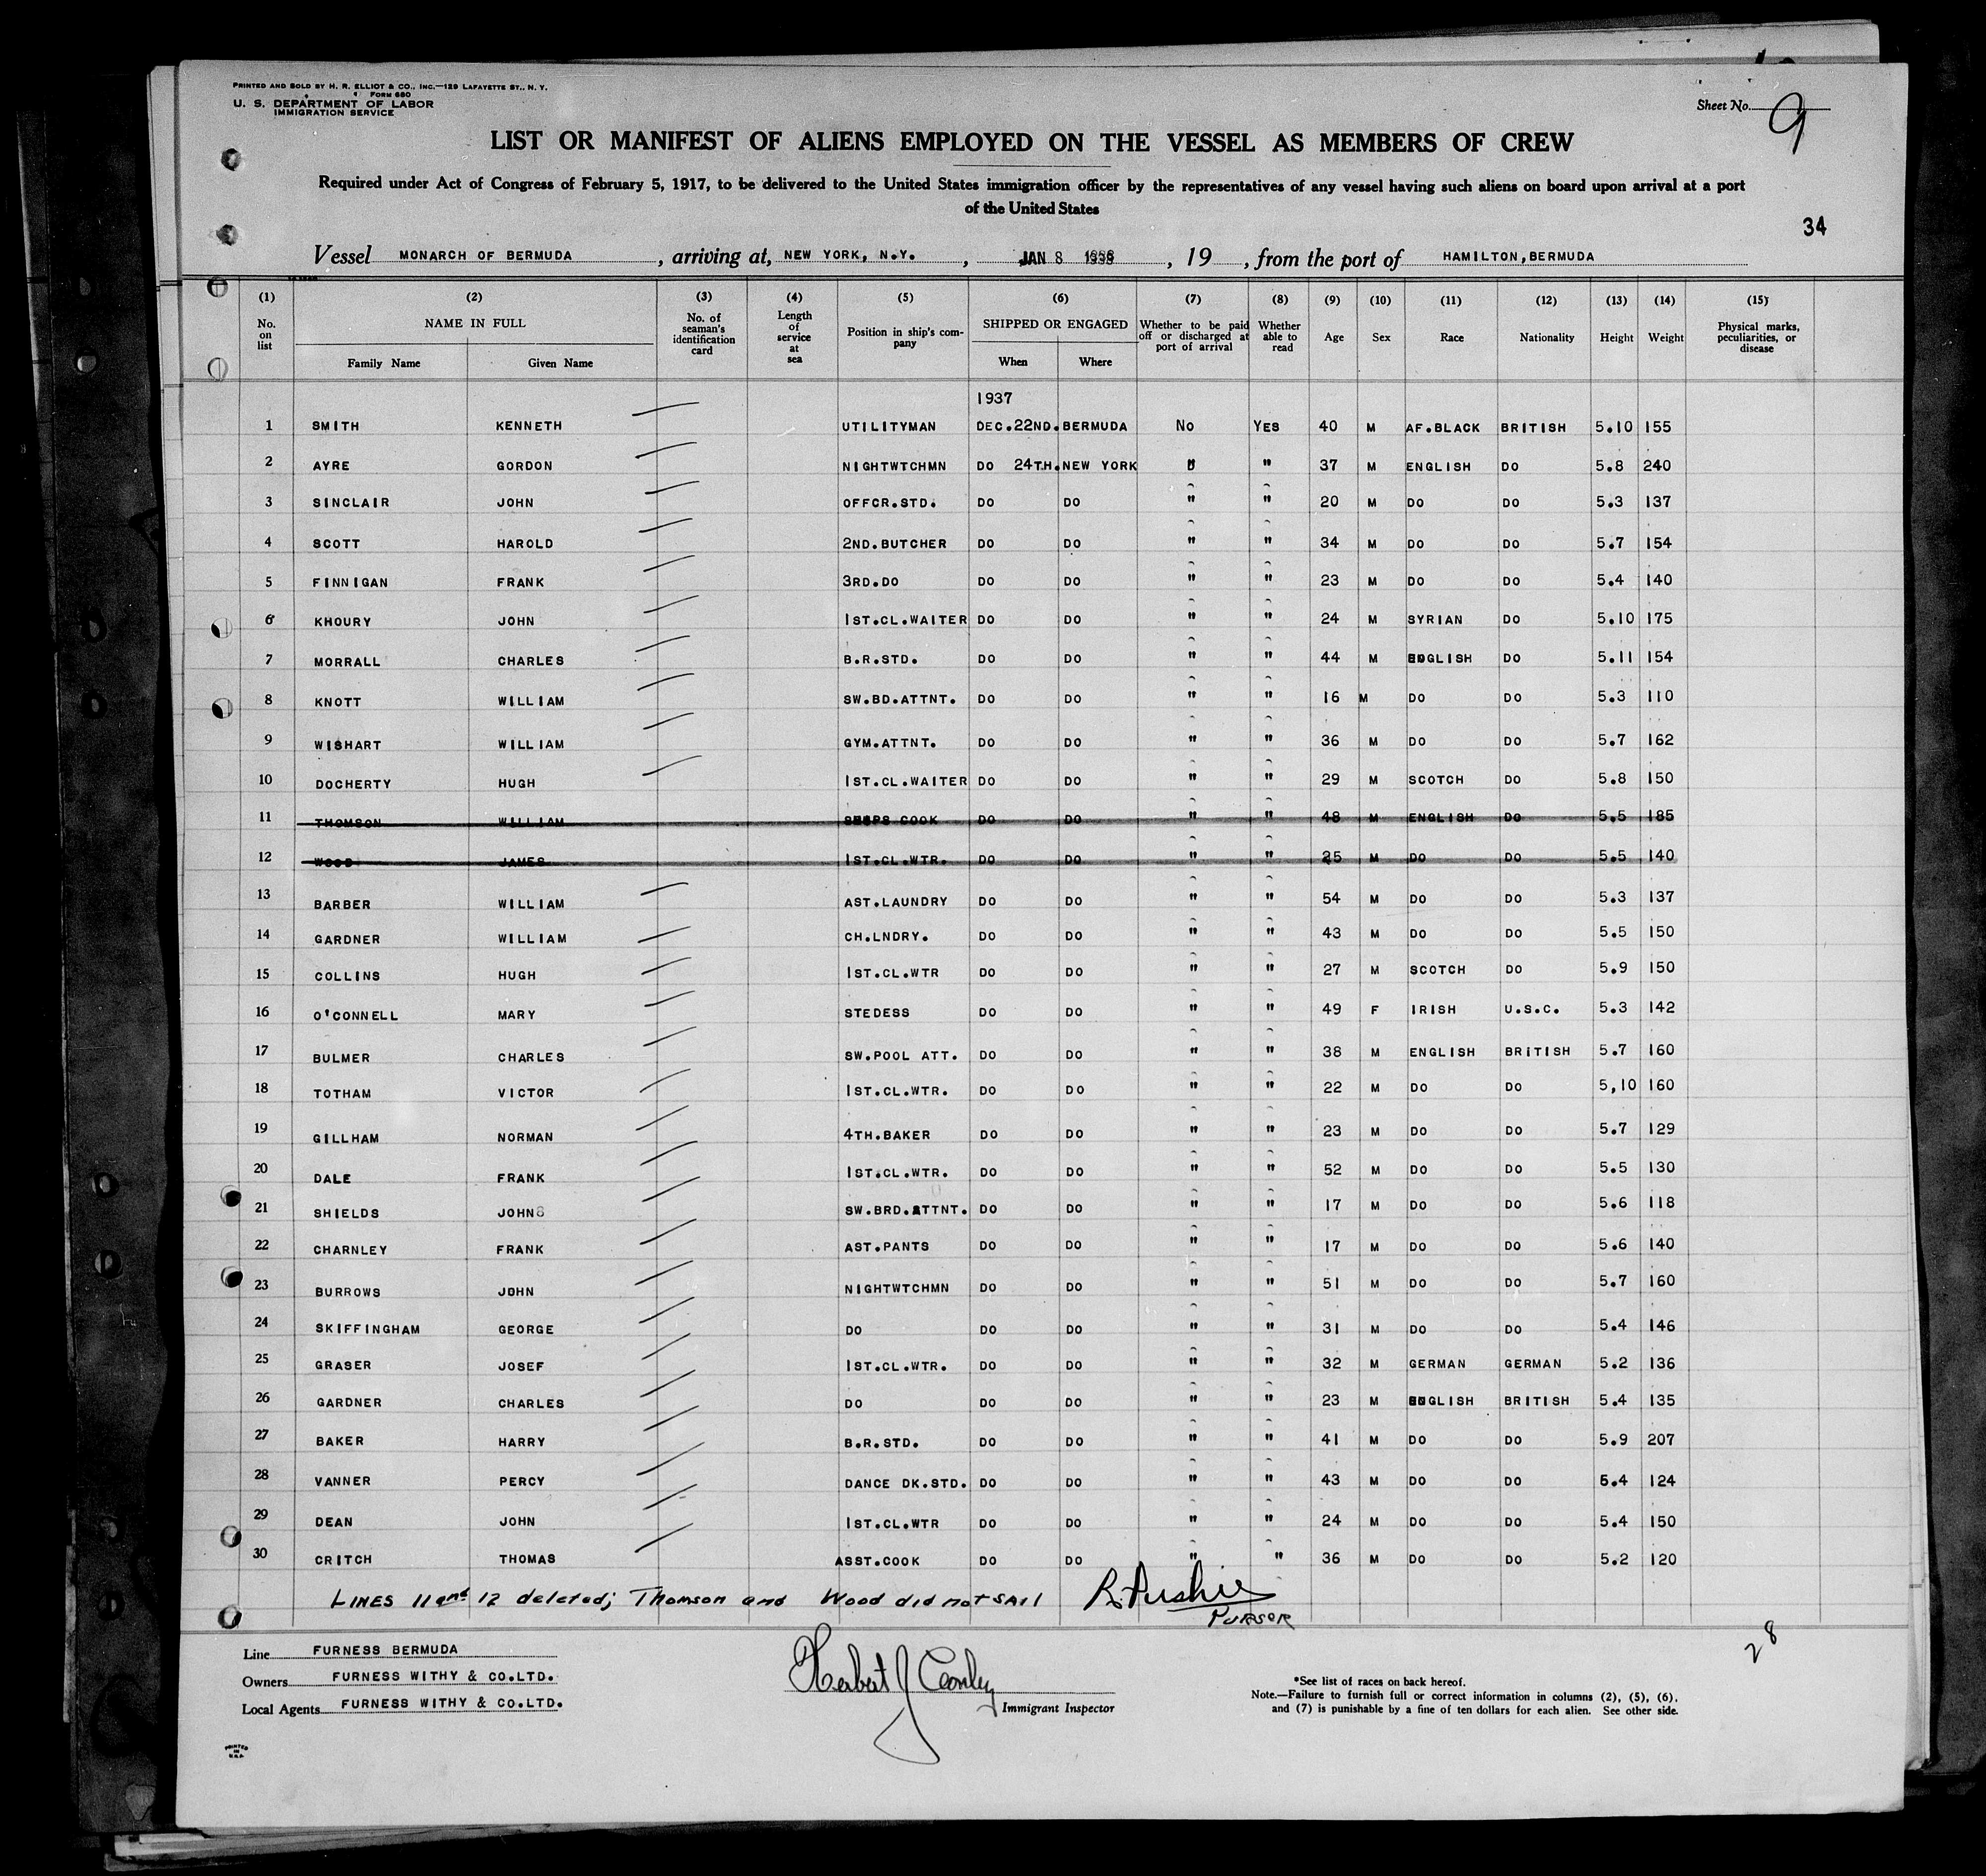 PRINTED AND SOLD BY H. R. ELLIOT & CO., INC.—129 LAFAYETTE ST., N. Y.
FORM 680
U. S. DEPARTMENT OF LABOR
IMMIGRATION SERVICE
Sheet No. 9
LIST OR MANIFEST OF ALIENS EMPLOYED ON THE VESSEL AS MEMBERS OF CREW
Required under Act of Congress of February 5, 1917, to be delivered to the United States immigration officer by the representatives of any vessel having such aliens on board upon arrival at a port
of the United States
34
Vessel MONARCH OF BERMUDA , arriving at, NEW YORK, N.Y. , JAN 8 1938 , 19 , from the port of HAMILTON, BERMUDA
(1) (2) (3) (4) (5) (6) (7) (8) (9) (10) (11) (12) (13) (14) (15)
No. on list NAME IN FULL Family Name Given Name No. of seaman's identification card Length of service at sea Position in ship's company SHIPPED OR ENGAGED When Where Whether to be paid off or discharged at port of arrival Whether able to read Age Sex Race Nationality Height Weight Physical marks, peculiarities, or disease
1937
1 SMITH KENNETH UTILITYMAN DEC.22ND. BERMUDA NO YES 40 M AF.BLACK BRITISH 5.10 155
2 AYRE GORDON NIGHTWTCHMN DO 24TH. NEW YORK " " 37 M ENGLISH DO 5.8 240
3 SINCLAIR JOHN OFFCR.STD. DO DO " " 20 M DO DO 5.3 137
4 SCOTT HAROLD 2ND.BUTCHER DO DO " " 34 M DO DO 5.7 154
5 FINNIGAN FRANK 3RD.DO DO DO " " 23 M DO DO 5.4 140
6 KHOURY JOHN 1ST.CL.WAITER DO DO " " 24 M SYRIAN DO 5.10 175
7 MORRALL CHARLES B.R.STD. DO DO " " 44 M ENGLISH DO 5.11 154
8 KNOTT WILLIAM SW.BD.ATTNT. DO DO " " 16 M DO DO 5.3 110
9 WISHART WILLIAM GYM.ATTNT. DO DO " " 36 M DO DO 5.7 162
10 DOCHERTY HUGH 1ST.CL.WAITER DO DO " " 29 M SCOTCH DO 5.8 150
11 THOMSON WILLIAM COOK DO DO " " 48 M ENGLISH DO 5.5 185
12 WOOD JAMES 1ST.CL.WTR. DO DO " " 25 M DO DO 5.5 140
13 BARBER WILLIAM AST.LAUNDRY DO DO " " 54 M DO DO 5.3 137
14 GARDNER WILLIAM CH.LNDRY. DO DO " " 43 M DO DO 5.5 150
15 COLLINS HUGH 1ST.CL.WTR DO DO " " 27 M SCOTCH DO 5.9 150
16 O'CONNELL MARY STEDESS DO DO " " 49 F IRISH U.S.C. 5.3 142
17 BULMER CHARLES SW.POOL ATT. DO DO " " 38 M ENGLISH BRITISH 5.7 160
18 TOTHAM VICTOR 1ST.CL.WTR. DO DO " " 22 M DO DO 5,10 160
19 GILLHAM NORMAN 4TH.BAKER DO DO " " 23 M DO DO 5.7 129
20 DALE FRANK 1ST.CL.WTR. DO DO " " 52 M DO DO 5.5 130
21 SHIELDS JOHN SW.BRD.ATTNT. DO DO " " 17 M DO DO 5.6 118
22 CHARNLEY FRANK AST.PANTS DO DO " " 17 M DO DO 5.6 140
23 BURROWS JOHN NIGHTWTCHMN DO DO " " 51 M DO DO 5.7 160
24 SKIFFINGHAM GEORGE DO DO DO " " 31 M DO DO 5.4 146
25 GRASER JOSEF 1ST.CL.WTR. DO DO " " 32 M GERMAN GERMAN 5.2 136
26 GARDNER CHARLES DO DO DO " " 23 M ENGLISH BRITISH 5.4 135
27 BAKER HARRY B.R.STD. DO DO " " 41 M DO DO 5.9 207
28 VANNER PERCY DANCE DK.STD. DO DO " " 43 M DO DO 5.4 124
29 DEAN JOHN 1ST.CL.WTR DO DO " " 24 M DO DO 5.4 150
30 CRITCH THOMAS ASST.COOK DO DO " " 36 M DO DO 5.2 120
LINES 11 and 12 deleted; Thomson and Wood did not sail
PURSER
28
Line FURNESS BERMUDA
Owners FURNESS WITHY & CO.LTD.
Local Agents FURNESS WITHY & CO.LTD.
Herbert J Conley
Immigrant Inspector
*See list of races on back hereof.
Note.—Failure to furnish full or correct information in columns (2), (5), (6),
and (7) is punishable by a fine of ten dollars for each alien. See other side.
PRINTED IN U.S.A.